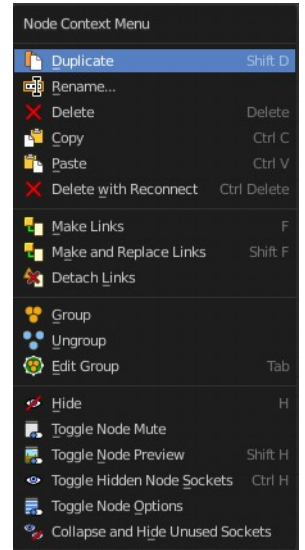 Node Context Menu
Duplicate Shift D
Rename...
Delete Delete
Copy Ctrl C
Paste Ctrl V
Delete with Reconnect Ctrl Delete
Make Links F
Make and Replace Links Shift F
Detach Links
Group
Ungroup
Edit Group Tab
Hide H
Toggle Node Mute
Toggle Node Preview Shift H
Toggle Hidden Node Sockets Ctrl H
Toggle Node Options
Collapse and Hide Unused Sockets